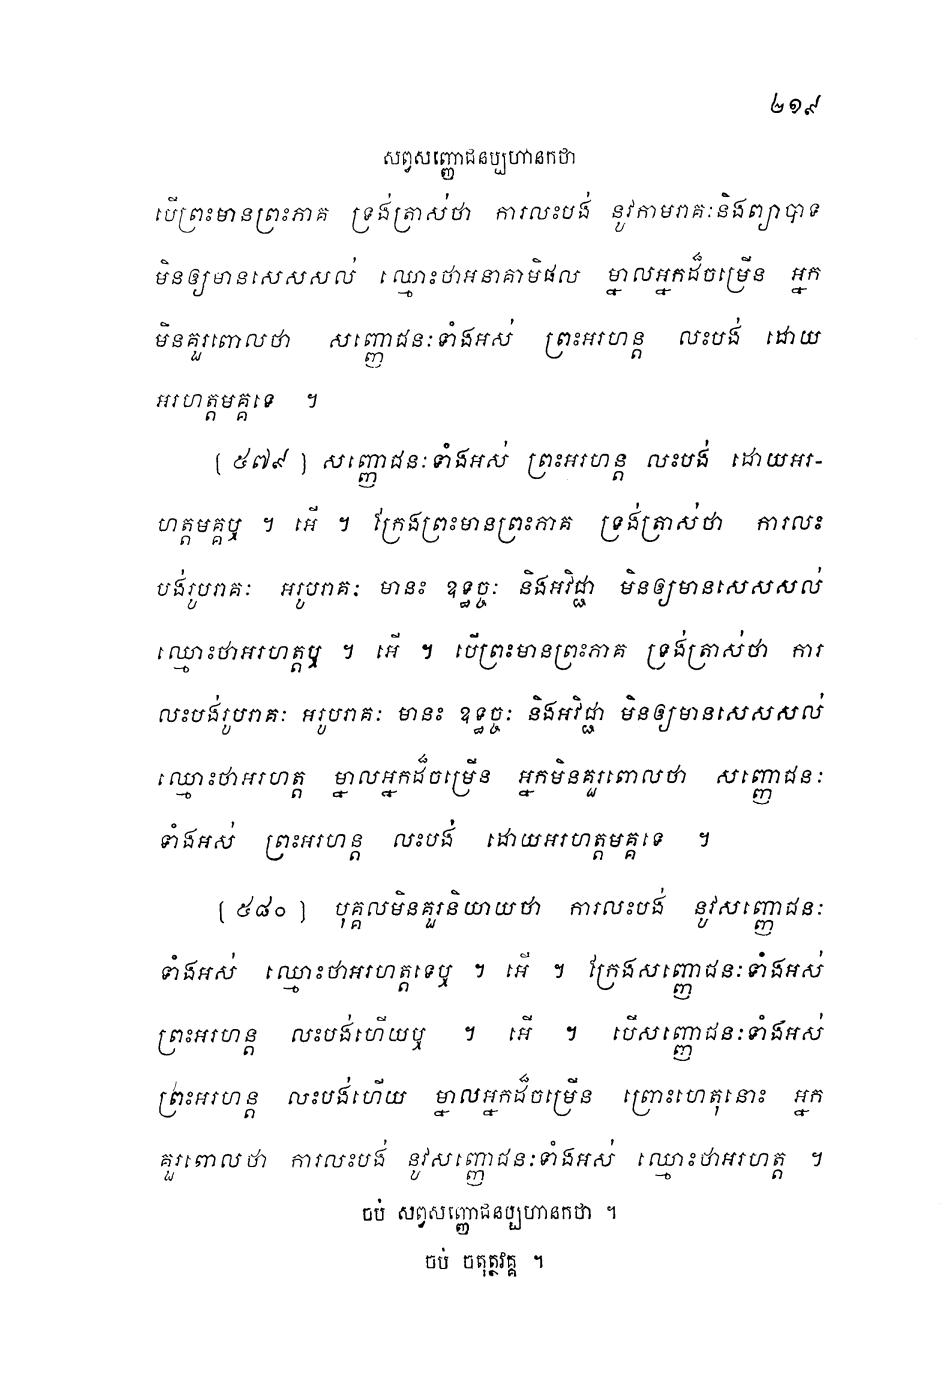 ២១៩
សព្វសញ្ញោជនប្បហានកថា
បើព្រះមានព្រះភាគ ទ្រង់ត្រាស់ថា ការលះបង់ នូវកាមរាគៈនិងព្យាបាទ
មិនឲ្យមានសេសសល់ ឈ្មោះថាអនាគាមិផល ម្នាលអ្នកដ៏ចម្រើន អ្នក
មិនគួរពោលថា សញ្ញោជនៈទាំងអស់ ព្រះអរហន្ត លះបង់ ដោយ
អរហត្តមគ្គទេ ។
[ ៥៧៩ ] សញ្ញោជនៈទាំងអស់ ព្រះអរហន្ត លះបង់ ដោយអរ-
ហត្តមគ្គឬ ។ អើ ។ ក្រែងព្រះមានព្រះភាគ ទ្រង់ត្រាស់ថា ការលះ
បង់រូបរាគៈ អរូបរាគៈ មានះ ឧទ្ធច្ចៈ និងអវិជ្ជា មិនឲ្យមានសេសសល់
ឈ្មោះថាអរហត្តឬ ។ អើ ។ បើព្រះមានព្រះភាគ ទ្រង់ត្រាស់ថា ការ
លះបង់រូបរាគៈ អរូបរាគៈ មានះ ឧទ្ធច្ចៈ និងអវិជ្ជា មិនឲ្យមានសេសសល់
ឈ្មោះថាអរហត្ត ម្នាលអ្នកដ៏ចម្រើន អ្នកមិនគួរពោលថា សញ្ញោជនៈ
ទាំងអស់ ព្រះអរហន្ត លះបង់ ដោយអរហត្តមគ្គទេ ។
[ ៥៨០ ] បុគ្គលមិនគួរនិយាយថា ការលះបង់ នូវសញ្ញោជនៈ
ទាំងអស់ ឈ្មោះថាអរហត្តទេឬ ។ អើ ។ ក្រែងសញ្ញោជនៈទាំងអស់
ព្រះអរហន្ត លះបង់ហើយឬ ។ អើ ។ បើសញ្ញោជនៈទាំងអស់
ព្រះអរហន្ត លះបង់ហើយ ម្នាលអ្នកដ៏ចម្រើន ព្រោះហេតុនោះ អ្នក
គួរពោលថា ការលះបង់ នូវសញ្ញោជនៈទាំងអស់ ឈ្មោះថាអរហត្ត ។
ចប់ សព្វសញ្ញោជនប្បហានកថា ។
ចប់ ចតុត្ថវគ្គ ។